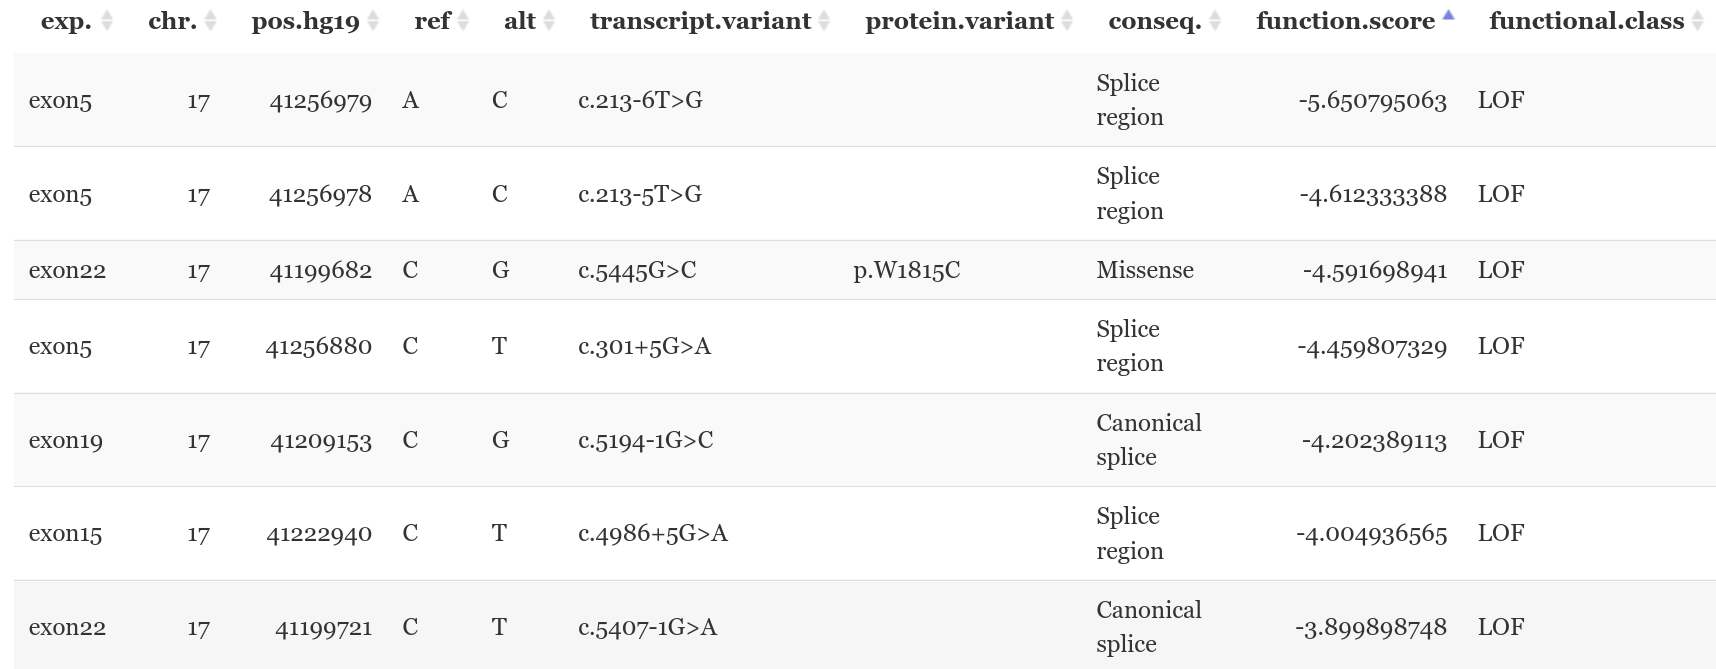 exp. chr. pos.hg19 ref alt transcript.variant protein.variant conseq. function.score functional.class
exon5 17 41256979 A C c.213-6T>G Splice region -5.650795063 LOF
exon5 17 41256978 A C c.213-5T>G Splice region -4.612333388 LOF
exon22 17 41199682 C G c.5445G>C p.W1815C Missense -4.591698941 LOF
exon5 17 41256880 C T c.301+5G>A Splice region -4.459807329 LOF
exon19 17 41209153 C G c.5194-1G>C Canonical splice -4.202389113 LOF
exon15 17 41222940 C T c.4986+5G>A Splice region -4.004936565 LOF
exon22 17 41199721 C T c.5407-1G>A Canonical splice -3.899898748 LOF